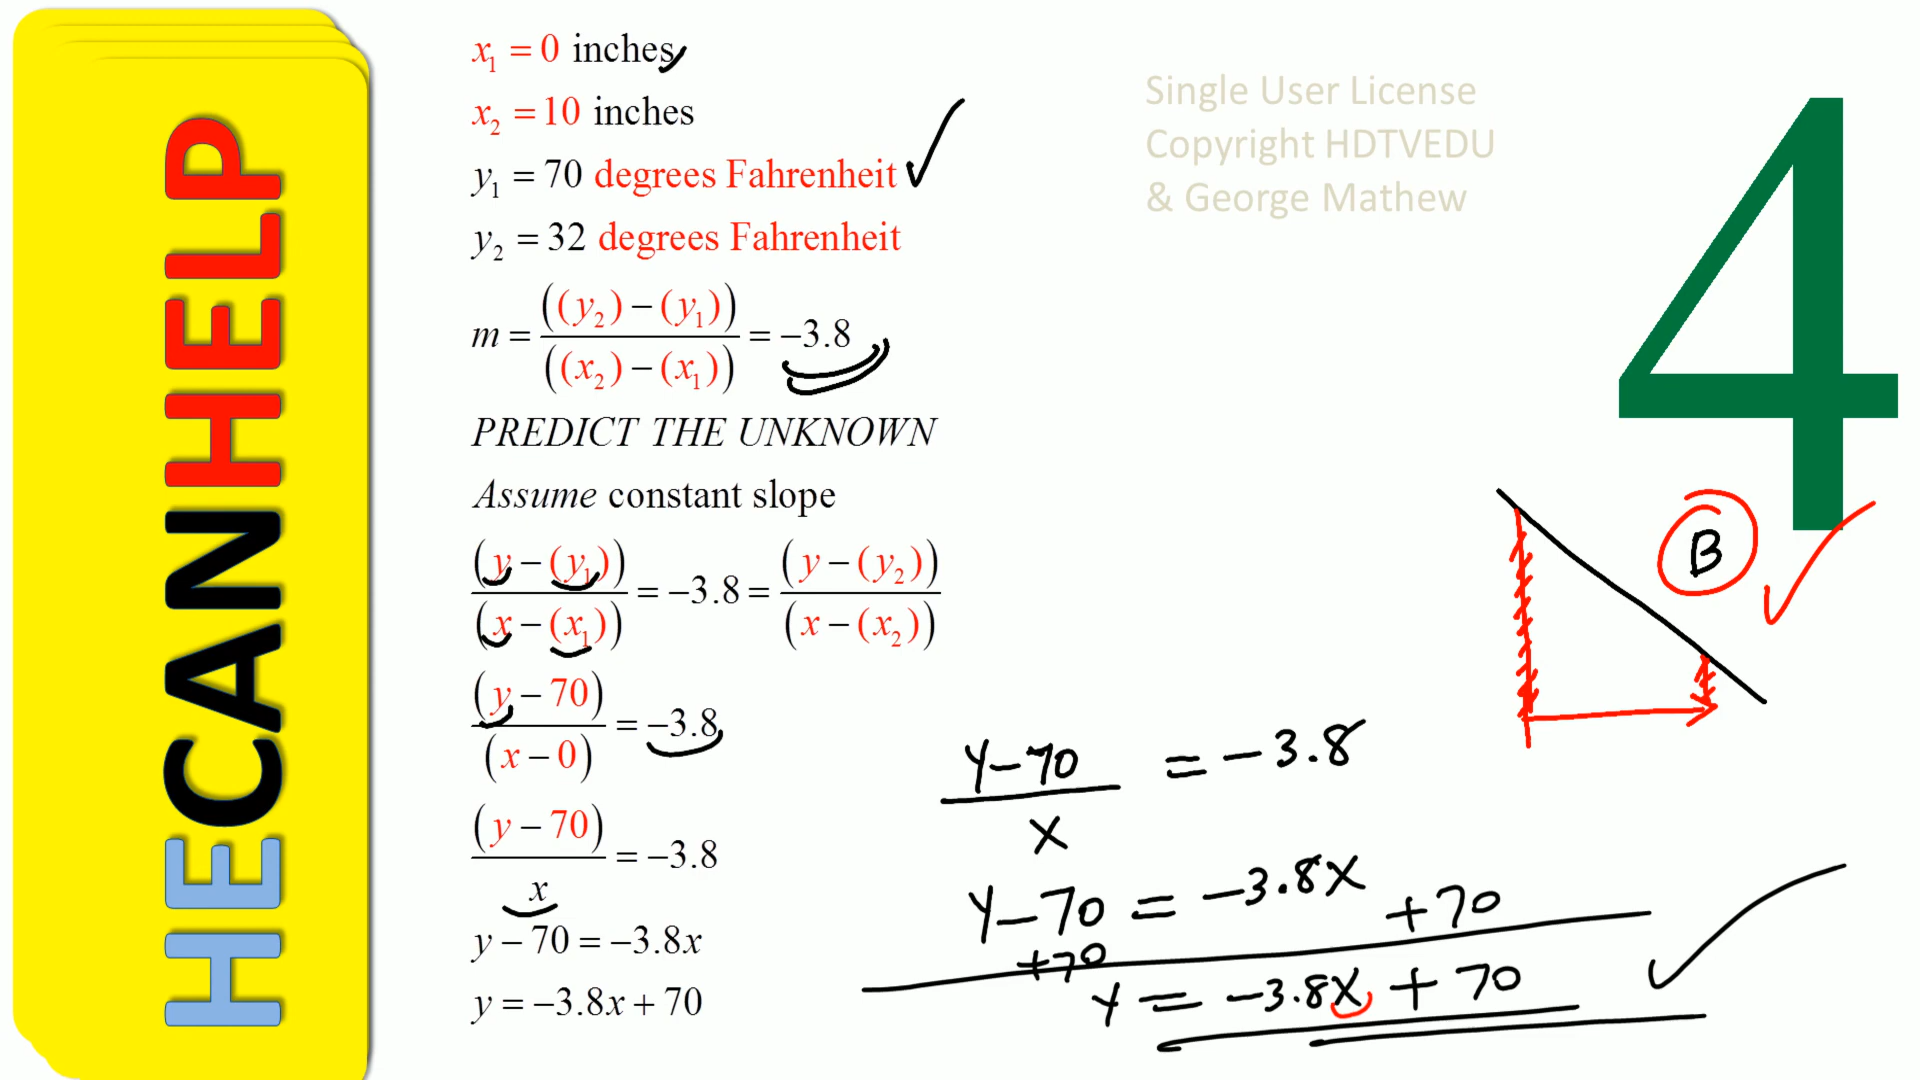 HECANHELP
x₁ = 0 inches
x₂ = 10 inches
y₁ = 70 degrees Fahrenheit
y₂ = 32 degrees Fahrenheit
m = ((y₂) − (y₁)) / ((x₂) − (x₁)) = −3.8
PREDICT THE UNKNOWN
Assume constant slope
(y − (y₁)) / (x − (x₁)) = −3.8 = (y − (y₂)) / (x − (x₂))
(y − 70) / (x − 0) = −3.8
(y − 70) / x = −3.8
y − 70 = −3.8x
y = −3.8x + 70
Single User License
Copyright HDTVEDU
& George Mathew
4
B
y − 70 / x = −3.8
y − 70 = −3.8x + 70
+70
y = −3.8x + 70